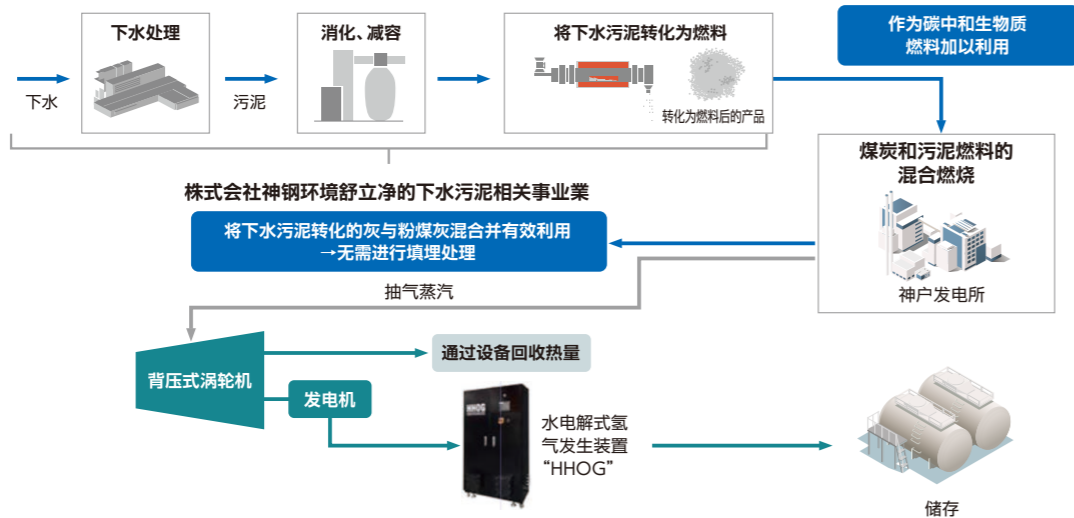 下水处理
消化、减容
将下水污泥转化为燃料
作为碳中和生物质
燃料加以利用
下水
污泥
转化为燃料后的产品
煤炭和污泥燃料的
混合燃烧
株式会社神钢环境舒立净的下水污泥相关事业業
将下水污泥转化的灰与粉煤灰混合并有效利用
→无需进行填埋处理
神户发电所
抽气蒸汽
通过设备回收热量
背压式涡轮机
发电机
HHOG
水电解式氢
气发生装置
“HHOG”
储存